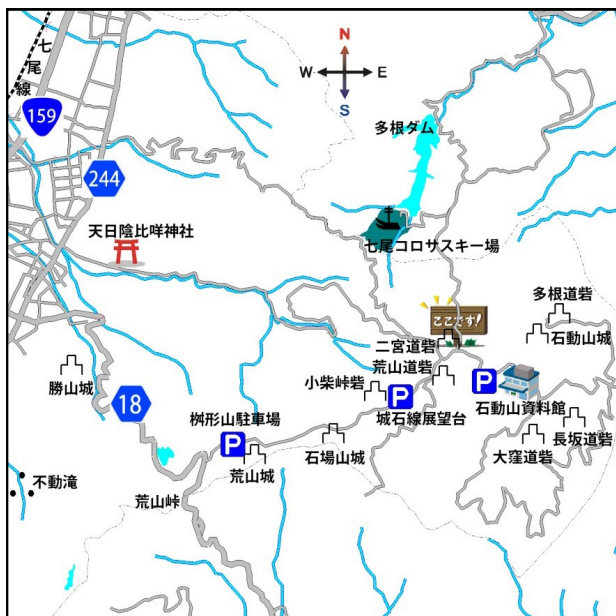 七尾線
N
W
E
S
159
多根ダム
244
天日陰比咩神社
七尾コロサスキー場
ここです!
多根道砦
二宮道砦
石動山城
荒山道砦
小柴峠砦
勝山城
18
P
P
石動山資料館
桝形山駐車場
城石線展望台
P
長坂道砦
荒山城
石場山城
大窪道砦
不動滝
荒山峠